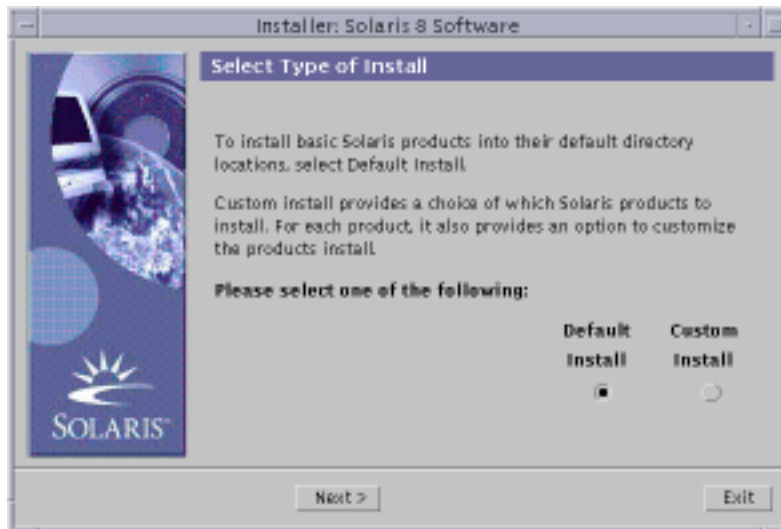 Installer: Solaris 8 Software
Select Type of Install
To install basic Solaris products into their default directory
locations, select Default Install.
Custom install provides a choice of which Solaris products to
install. For each product, it also provides an option to customize
the products install.
Please select one of the following:
Default Install
Custom Install
SOLARIS™
Next >
Exit